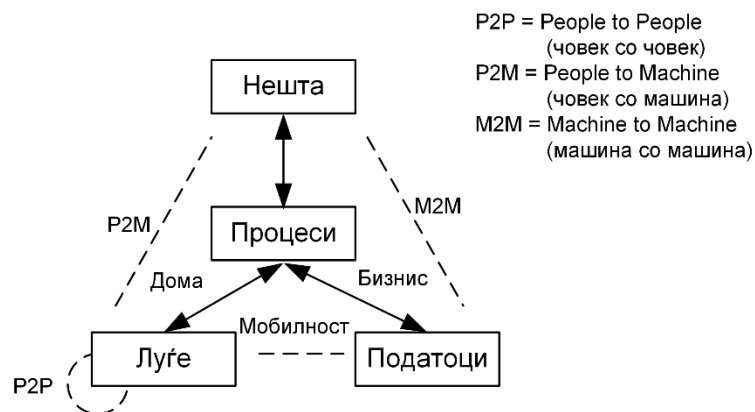 P2P = People to People
(човек со човек)
P2M = People to Machine
(човек со машина)
M2M = Machine to Machine
(машина со машина)
Нешта
P2M
M2M
Процеси
Дома
Бизнис
Мобилност
Луѓе
Податоци
P2P